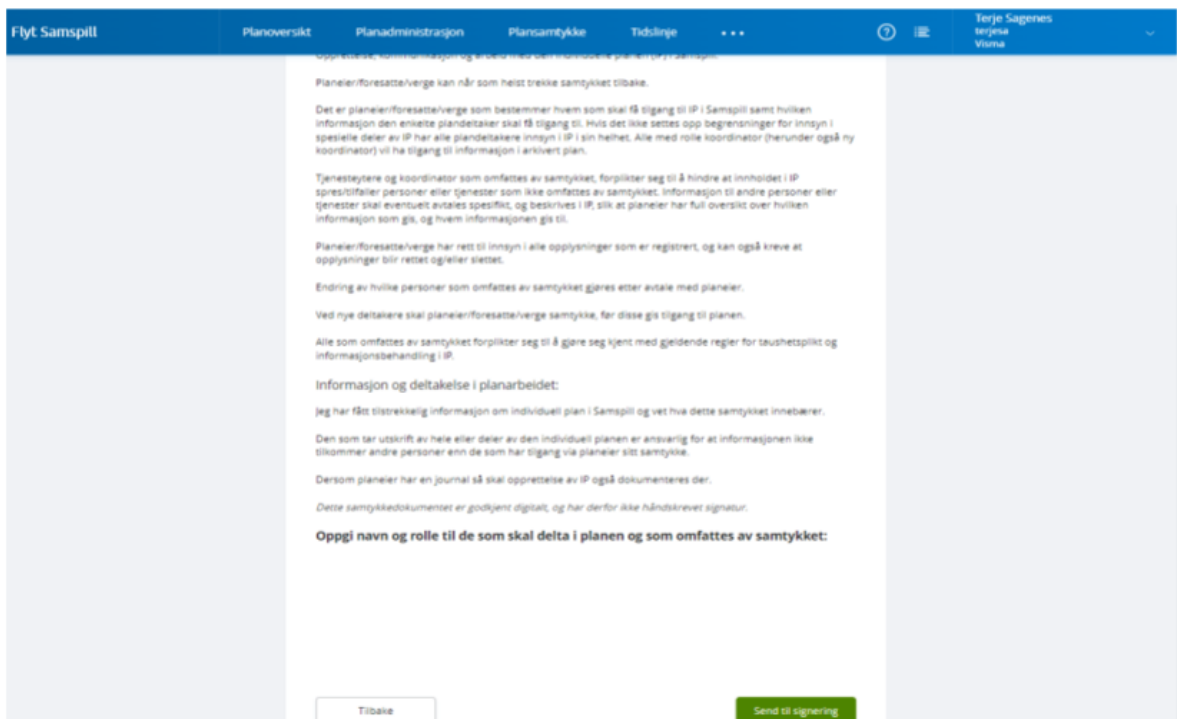 Flyt Samspill
Planoversikt
Planadministrasjon
Plansamtykke
Tidslinje
Terje Sagenes
terjesa
Visma
Opprettelse, kommunikasjon og arbeid med den individuelle planen (IP) i Samspill.
Planeier/foresatte/verge kan når som helst trekke samtykket tilbake.
Det er planeier/foresatte/verge som bestemmer hvem som skal få tilgang til IP i Samspill samt hvilken
informasjon den enkelte plandeltaker skal få tilgang til. Hvis det ikke settes opp begrensninger for innsyn i
spesielle deler av IP har alle plandeltakere innsyn i IP i sin helhet. Alle med rolle koordinator (herunder også ny
koordinator) vil ha tilgang til informasjon i arkivert plan.
Tjenesteytere og koordinator som omfattes av samtykket, forplikter seg til å hindre at innholdet i IP
spres/tilfaller personer eller tjenester som ikke omfattes av samtykket. Informasjon til andre personer eller
tjenester skal eventuelt avtales spesifikt, og beskrives i IP, slik at planeier har full oversikt over hvilken
informasjon som gis, og hvem informasjonen gis til.
Planeier/foresatte/verge har rett til innsyn i alle opplysninger som er registrert, og kan også kreve at
opplysninger blir rettet og/eller slettet.
Endring av hvilke personer som omfattes av samtykket gjøres etter avtale med planeier.
Ved nye deltakere skal planeier/foresatte/verge samtykke, før disse gis tilgang til planen.
Alle som omfattes av samtykket forplikter seg til å gjøre seg kjent med gjeldende regler for taushetsplikt og
informasjonsbehandling i IP.
Informasjon og deltakelse i planarbeidet:
Jeg har fått tilstrekkelig informasjon om individuell plan i Samspill og vet hva dette samtykket innebærer.
Den som tar utskrift av hele eller deler av den individuell planen er ansvarlig for at informasjonen ikke
tilkommer andre personer enn de som har tilgang via planeier sitt samtykke.
Dersom planeier har en journal så skal opprettelse av IP også dokumenteres der.
Dette samtykkedokumentet er godkjent digitalt, og har derfor ikke håndskrevet signatur.
Oppgi navn og rolle til de som skal delta i planen og som omfattes av samtykket:
Tilbake
Send til signering